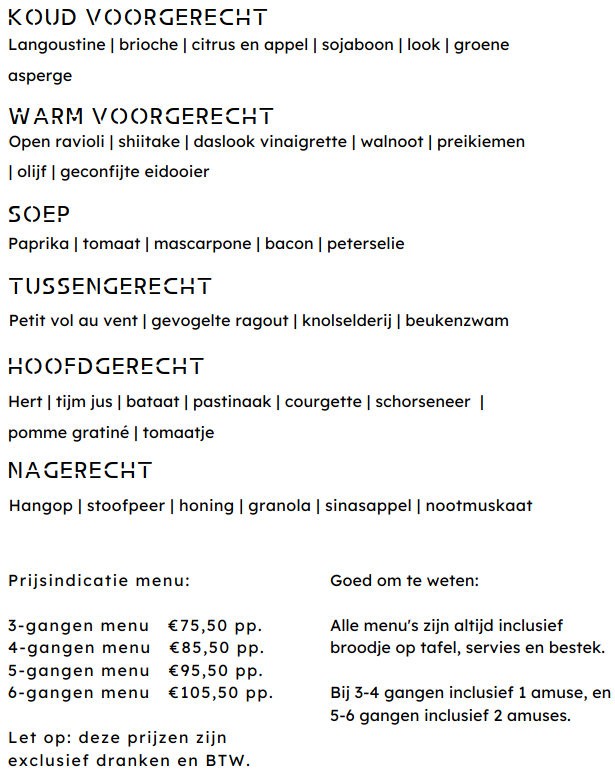 KOUD VOORGERECHT
Langoustine | brioche | citrus en appel | sojaboon | look | groene
asperge
WARM VOORGERECHT
Open ravioli | shiitake | daslook vinaigrette | walnoot | preikiemen
| olijf | geconfijte eidooier
SOEP
Paprika | tomaat | mascarpone | bacon | peterselie
TUSSENGERECHT
Petit vol au vent | gevogelte ragout | knolselderij | beukenzwam
HOOFDGERECHT
Hert | tijm jus | bataat | pastinaak | courgette | schorseneer |
pomme gratiné | tomaatje
NAGERECHT
Hangop | stoofpeer | honing | granola | sinasappel | nootmuskaat
Prijsindicatie menu:
3-gangen menu €75,50 pp.
4-gangen menu €85,50 pp.
5-gangen menu €95,50 pp.
6-gangen menu €105,50 pp.
Let op: deze prijzen zijn
exclusief dranken en BTW.
Goed om te weten:
Alle menu's zijn altijd inclusief
broodje op tafel, servies en bestek.
Bij 3-4 gangen inclusief 1 amuse, en
5-6 gangen inclusief 2 amuses.